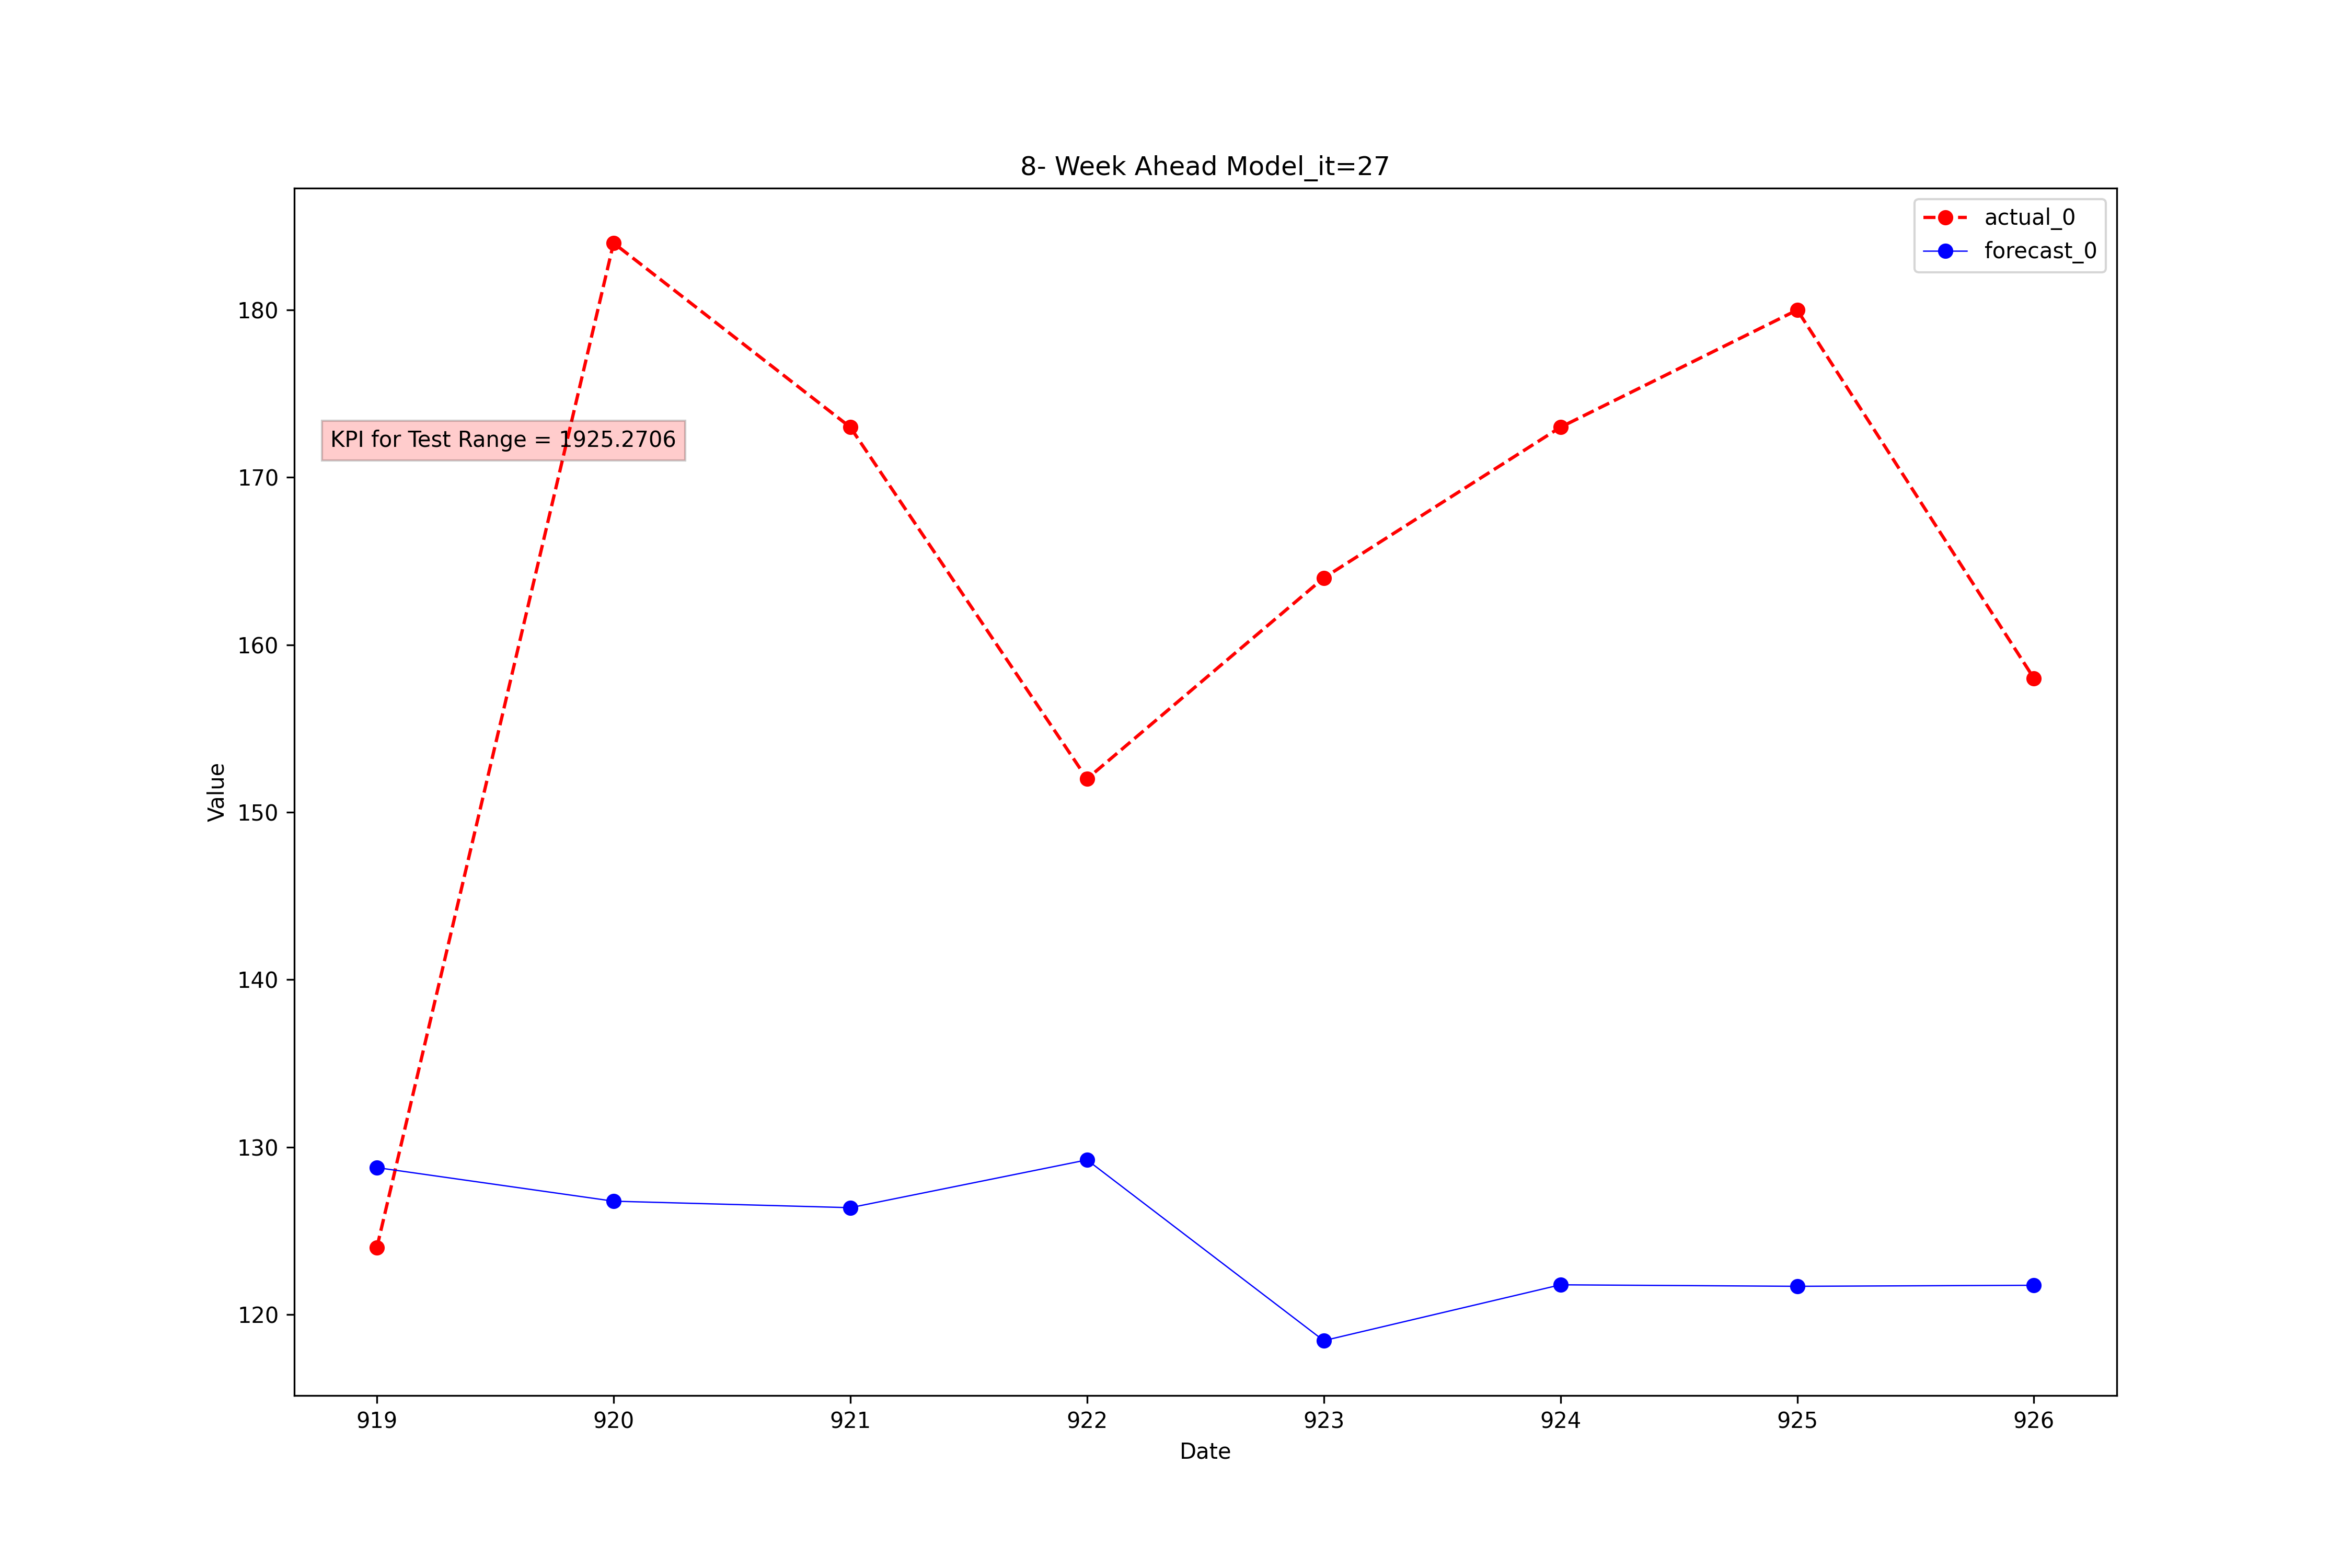 8- Week Ahead Model_it=27
actual_0
forecast_0
KPI for Test Range = 1925.2706
Value
180
170
160
150
140
130
120
919 920 921 922 923 924 925 926
Date